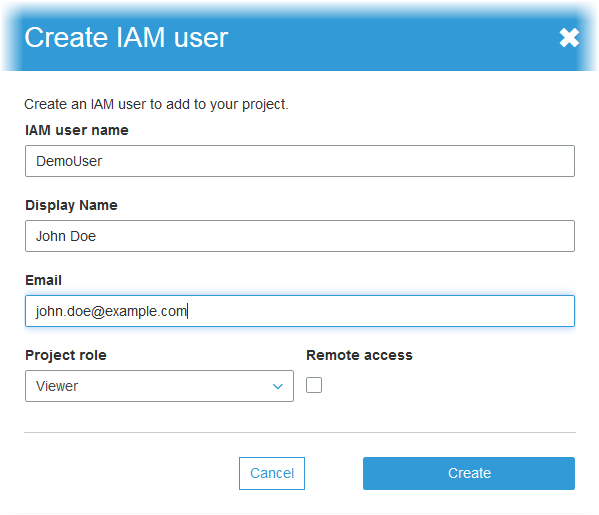 Create IAM user
Create an IAM user to add to your project.
IAM user name
DemoUser
Display Name
John Doe
Email
john.doe@example.com
Project role
Remote access
Viewer
Cancel
Create